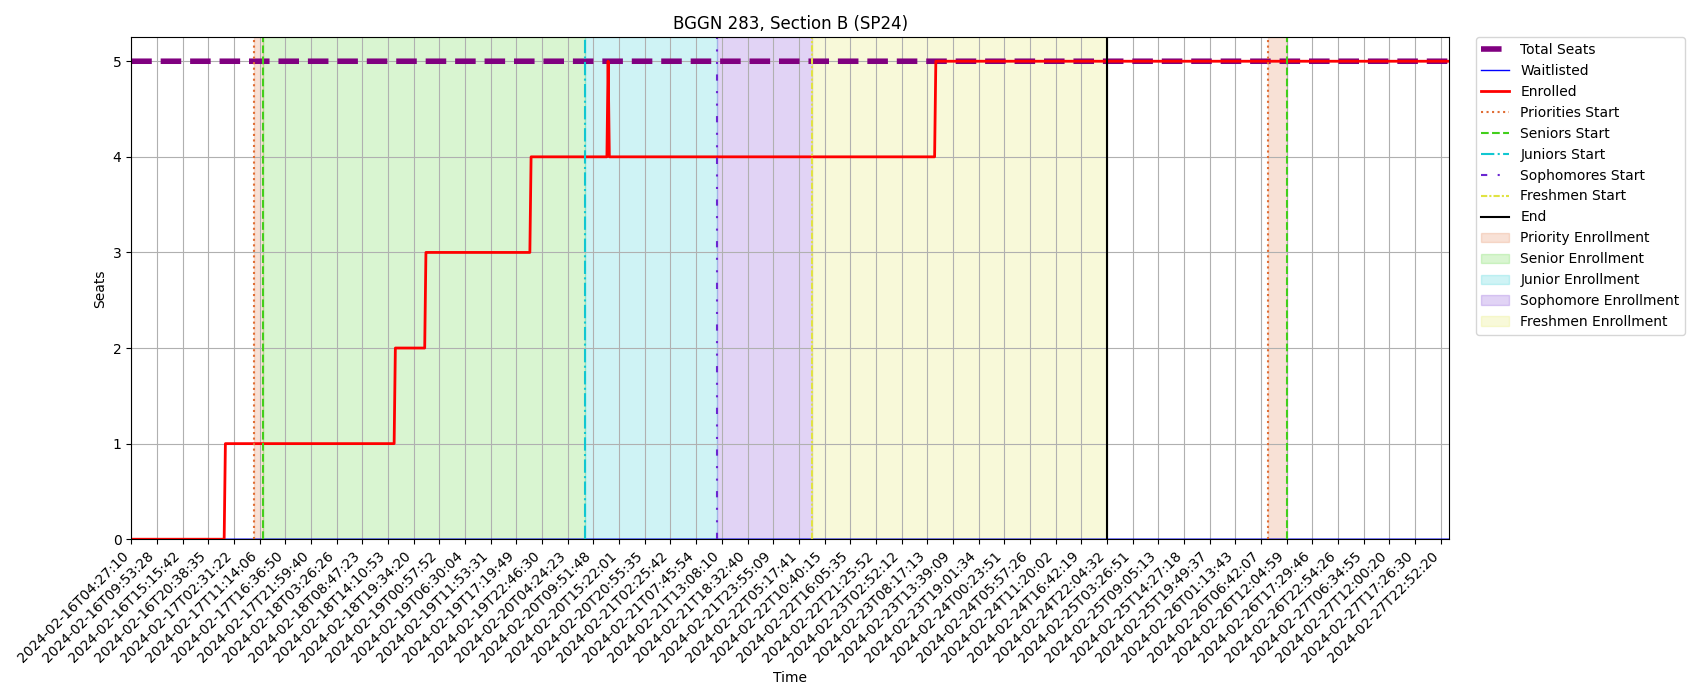 BGGN 283, Section B (SP24)
Seats
5
4
3
2
1
0
2024-02-16T04:27:10
2024-02-16T09:53:28
2024-02-16T15:15:42
2024-02-16T20:38:35
2024-02-17T02:31:22
2024-02-17T11:14:06
2024-02-17T16:36:50
2024-02-17T21:59:40
2024-02-18T03:26:26
2024-02-18T08:47:23
2024-02-18T14:10:53
2024-02-18T19:34:20
2024-02-19T00:57:52
2024-02-19T06:30:04
2024-02-19T11:53:31
2024-02-19T17:19:49
2024-02-19T22:46:30
2024-02-20T04:24:23
2024-02-20T09:51:48
2024-02-20T15:22:01
2024-02-20T20:55:35
2024-02-21T02:25:42
2024-02-21T07:45:54
2024-02-21T13:08:10
2024-02-21T18:32:40
2024-02-21T23:55:09
2024-02-22T05:17:41
2024-02-22T10:40:15
2024-02-22T16:05:35
2024-02-22T21:25:52
2024-02-23T02:52:12
2024-02-23T08:17:13
2024-02-23T13:39:09
2024-02-23T19:01:34
2024-02-24T00:23:51
2024-02-24T05:57:26
2024-02-24T11:20:02
2024-02-24T16:42:19
2024-02-24T22:04:32
2024-02-25T03:26:51
2024-02-25T09:05:13
2024-02-25T14:27:18
2024-02-25T19:49:37
2024-02-26T01:13:43
2024-02-26T06:42:07
2024-02-26T12:04:59
2024-02-26T17:29:46
2024-02-26T22:54:26
2024-02-27T06:34:55
2024-02-27T12:00:20
2024-02-27T17:26:30
2024-02-27T22:52:20
Time
Total Seats
Waitlisted
Enrolled
Priorities Start
Seniors Start
Juniors Start
Sophomores Start
Freshmen Start
End
Priority Enrollment
Senior Enrollment
Junior Enrollment
Sophomore Enrollment
Freshmen Enrollment